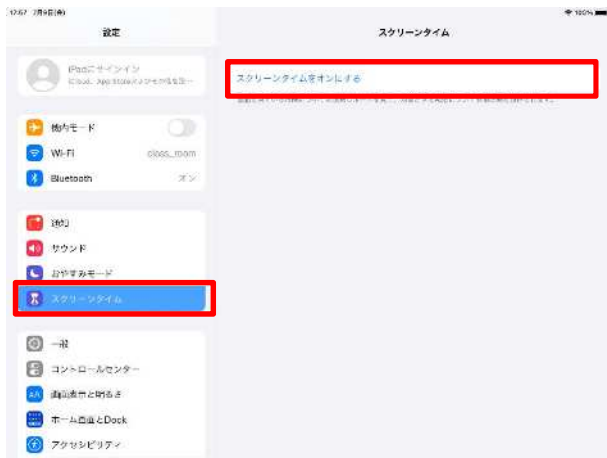 12:57 7月9日(金)
100%
設定
スクリーンタイム
iPadにサインイン
スクリーンタイムをオンにする
機内モード
Wi-Fi class_room
Bluetooth オン
通知
サウンド
おやすみモード
スクリーンタイム
一般
コントロールセンター
画面表示と明るさ
ホーム画面とDock
アクセシビリティ